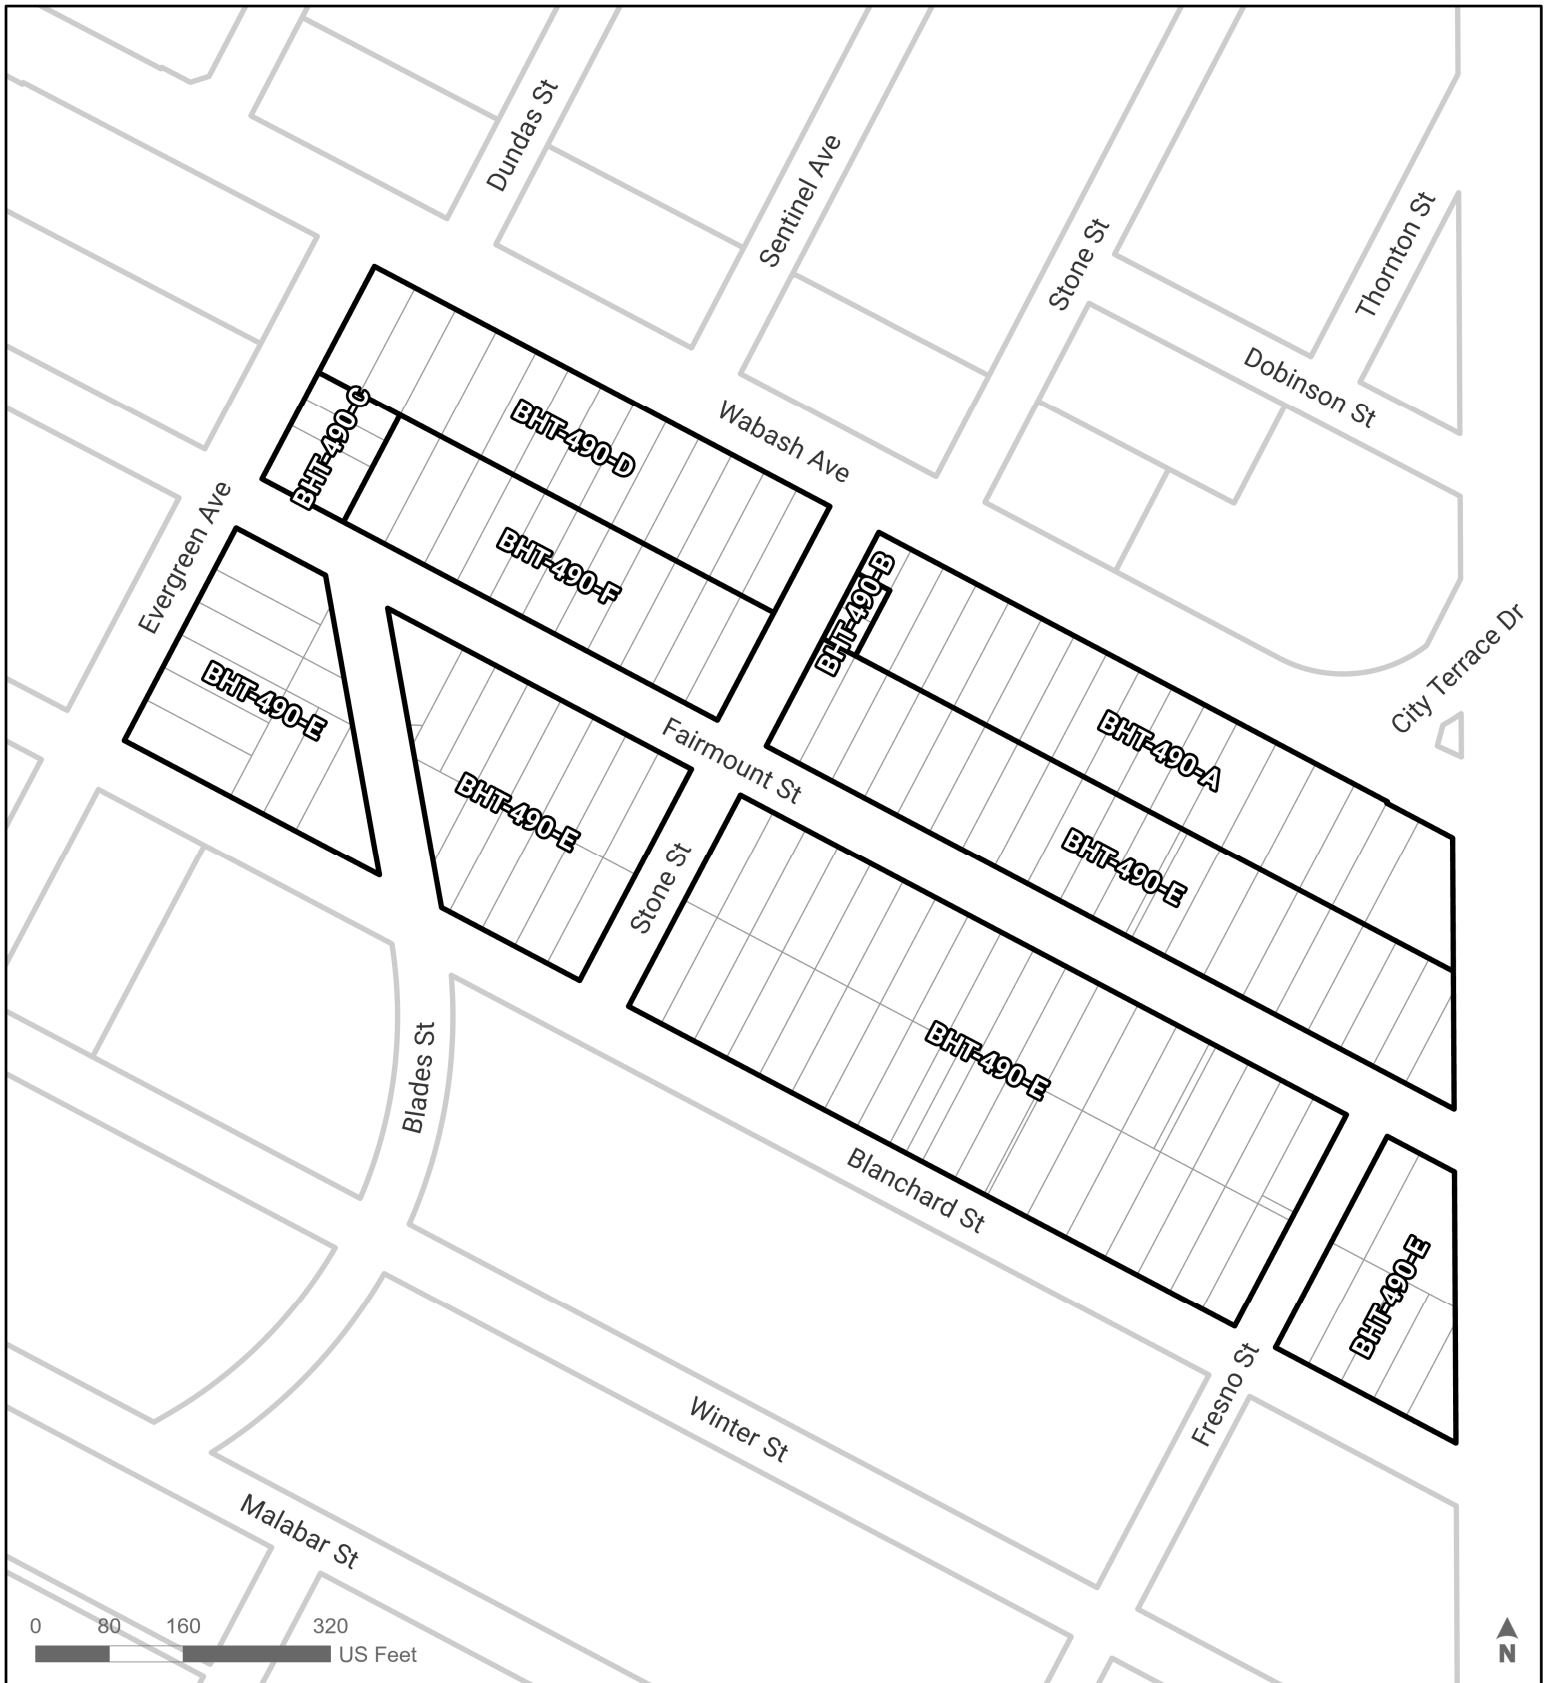 Dundas St
Sentinel Ave
Stone St
Thornton St
Dobinson St
Wabash Ave
BHT-490-C
BHT-490-D
BHT-490-F
Evergreen Ave
BHT-490-B
City Terrace Dr
BHT-490-E
BHT-490-A
Fairmount St
BHT-490-E
BHT-490-E
Stone St
BHT-490-E
Blades St
Blanchard St
BHT-490-E
Fresno St
Winter St
Malabar St
0 80 160 320
US Feet
N